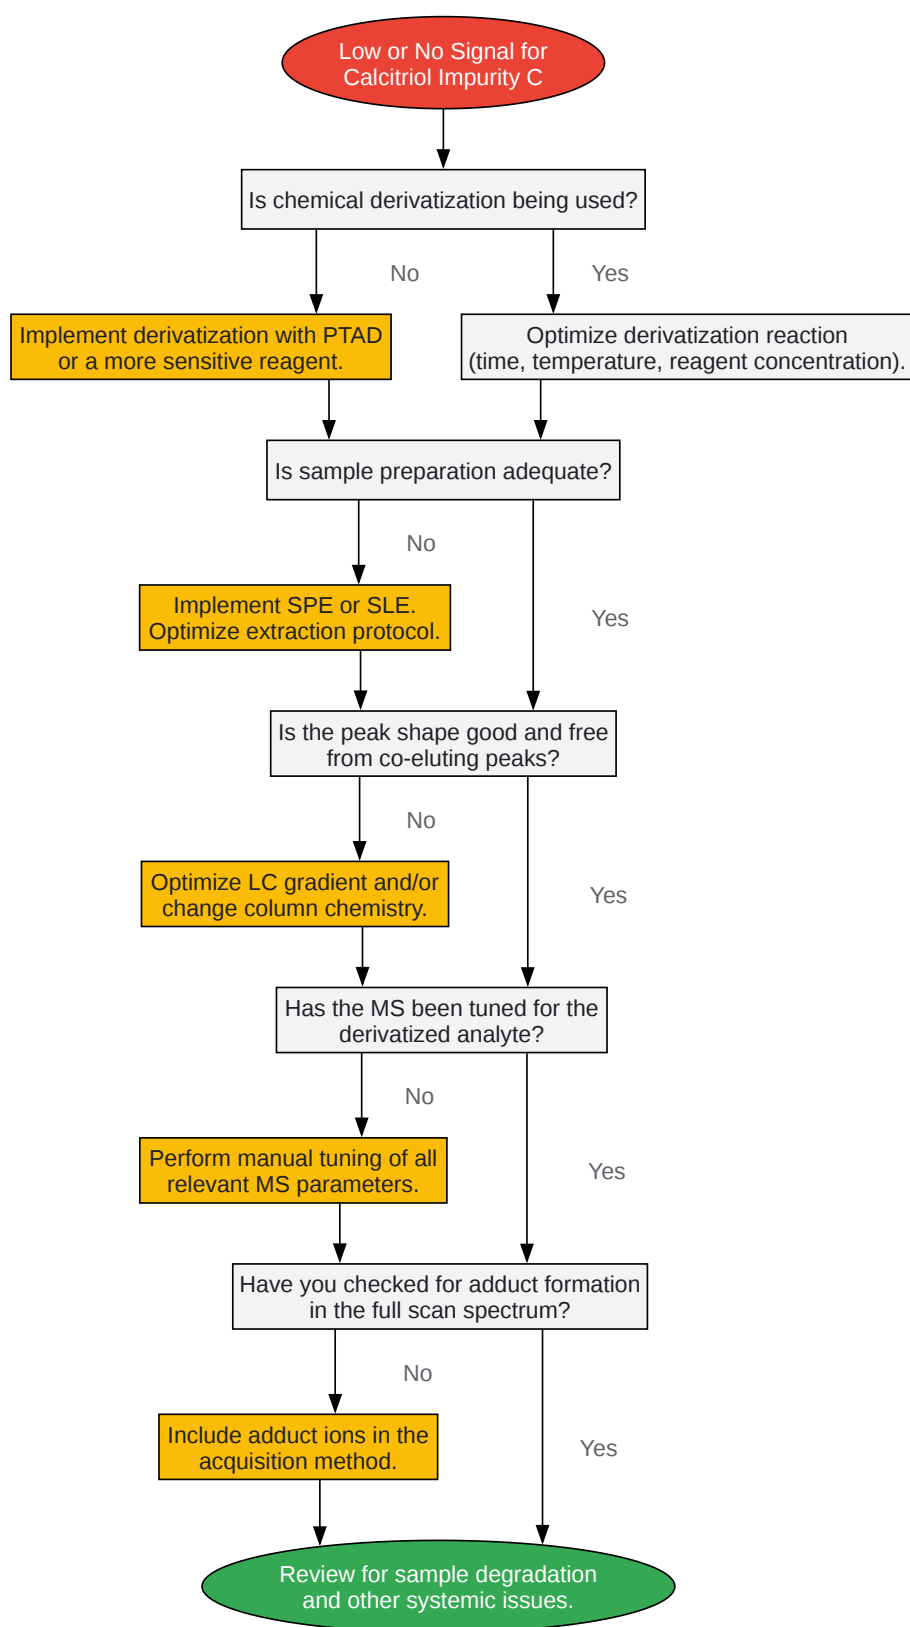 Low or No Signal for
Calcitriol Impurity C
Is chemical derivatization being used?
No
Yes
Implement derivatization with PTAD
or a more sensitive reagent.
Optimize derivatization reaction
(time, temperature, reagent concentration).
Is sample preparation adequate?
No
Implement SPE or SLE.
Optimize extraction protocol.
Yes
Is the peak shape good and free
from co-eluting peaks?
No
Optimize LC gradient and/or
change column chemistry.
Yes
Has the MS been tuned for the
derivatized analyte?
No
Perform manual tuning of all
relevant MS parameters.
Yes
Have you checked for adduct formation
in the full scan spectrum?
No
Include adduct ions in the
acquisition method.
Yes
Review for sample degradation
and other systemic issues.